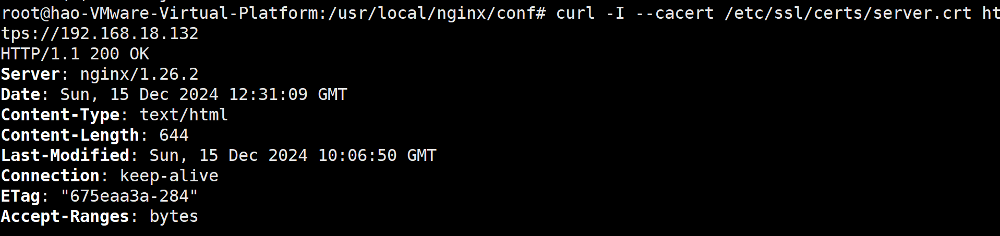 root@hao-VMware-Virtual-Platform:/usr/local/nginx/conf# curl -I --cacert /etc/ssl/certs/server.crt ht
tps://192.168.18.132
HTTP/1.1 200 OK
Server: nginx/1.26.2
Date: Sun, 15 Dec 2024 12:31:09 GMT
Content-Type: text/html
Content-Length: 644
Last-Modified: Sun, 15 Dec 2024 10:06:50 GMT
Connection: keep-alive
ETag: "675eaa3a-284"
Accept-Ranges: bytes